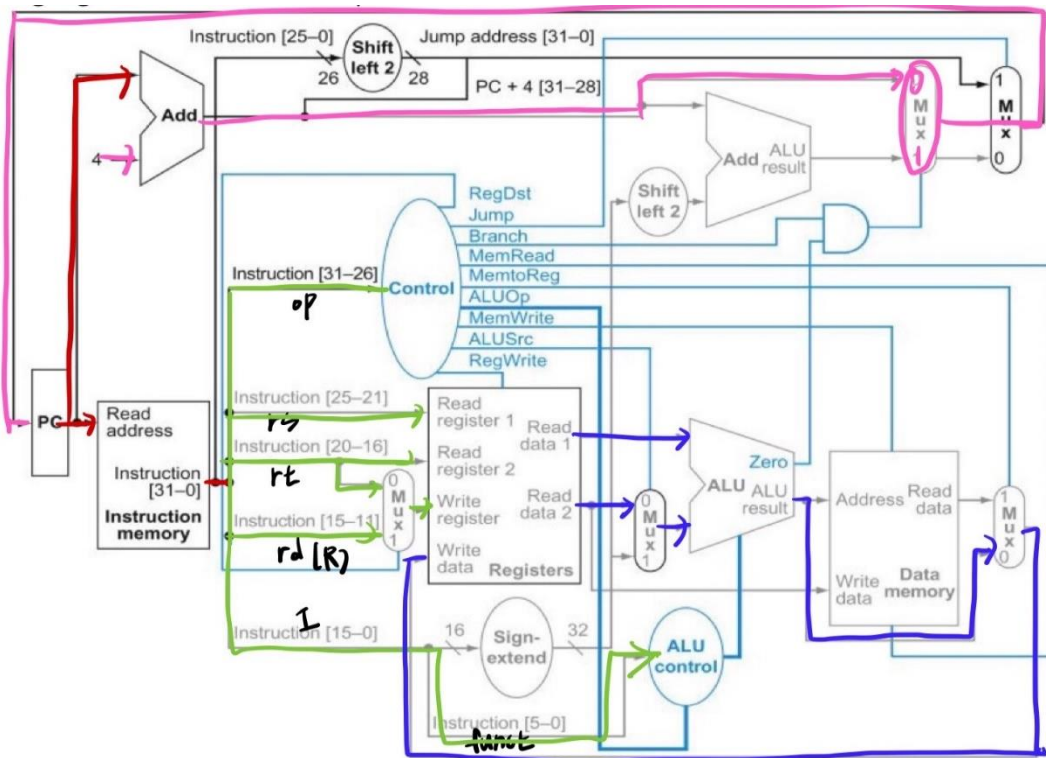 Instruction [25–0]
Shift
left 2
Jump address [31–0]
26
28
PC + 4 [31–28]
Add
4
0
M
u
x
1
1
M
u
x
0
Add
ALU
result
Shift
left 2
RegDst
Jump
Branch
MemRead
MemtoReg
ALUOp
MemWrite
ALUSrc
RegWrite
Control
Instruction [31–26]
op
PC
Read
address
Instruction
[31–0]
Instruction
memory
Instruction [25–21]
rs
Instruction [20–16]
rt
Instruction [15–11]
rd (R)
0
M
u
x
1
Read
register 1
Read
register 2
Write
register
Write
data
Read
data 1
Read
data 2
Registers
0
M
u
x
1
Zero
ALU
ALU
result
Address
Read
data
Write
data
Data
memory
1
M
u
x
0
I
Instruction [15–0]
16
Sign-
extend
32
ALU
control
Instruction [5–0]
funct